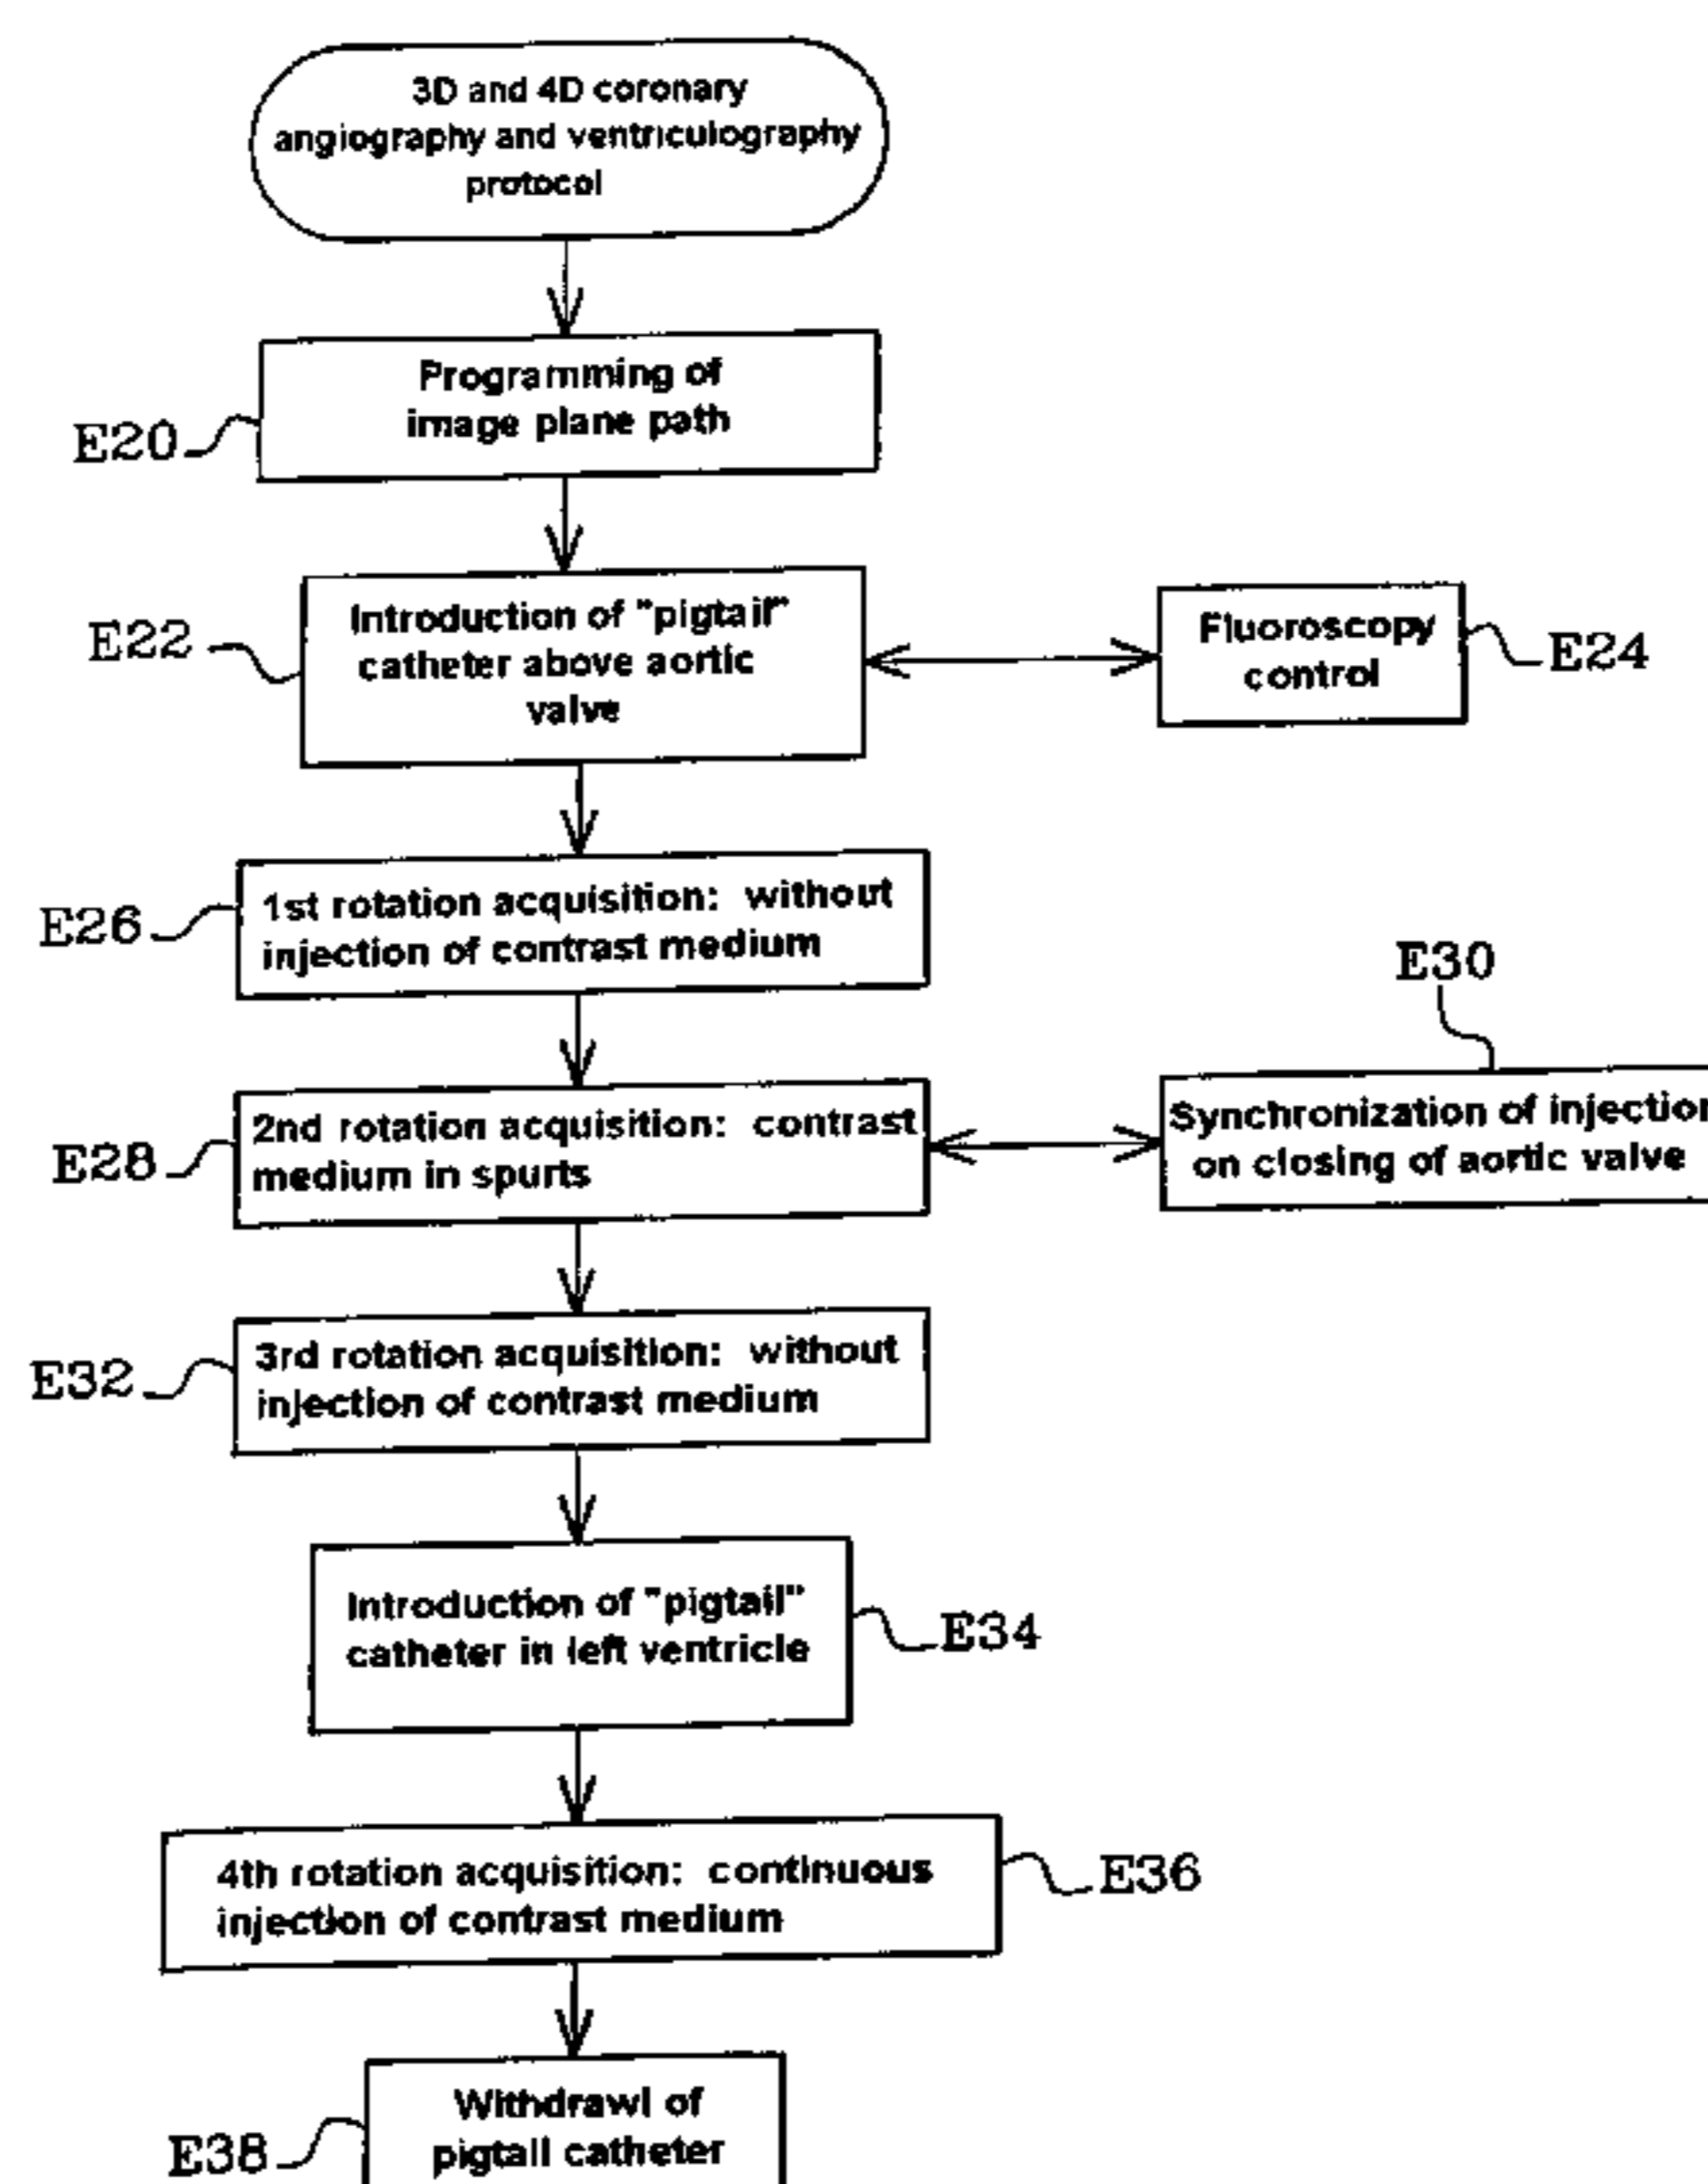 3D and 4D coronary
angiography and ventriculography
protocol
Programming of
image plane path
E20
Introduction of "pigtail"
catheter above aortic
valve
E22
Fluoroscopy
control
E24
1st rotation acquisition: without
injection of contrast medium
E26
E30
2nd rotation acquisition: contrast
medium in spurts
E28
Synchronization of injection
on closing of aortic valve
3rd rotation acquisition: without
injection of contrast medium
E32
Introduction of "pigtail"
catheter in left ventricle
E34
4th rotation acquisition: continuous
injection of contrast medium
E36
Withdrawl of
pigtail catheter
E38